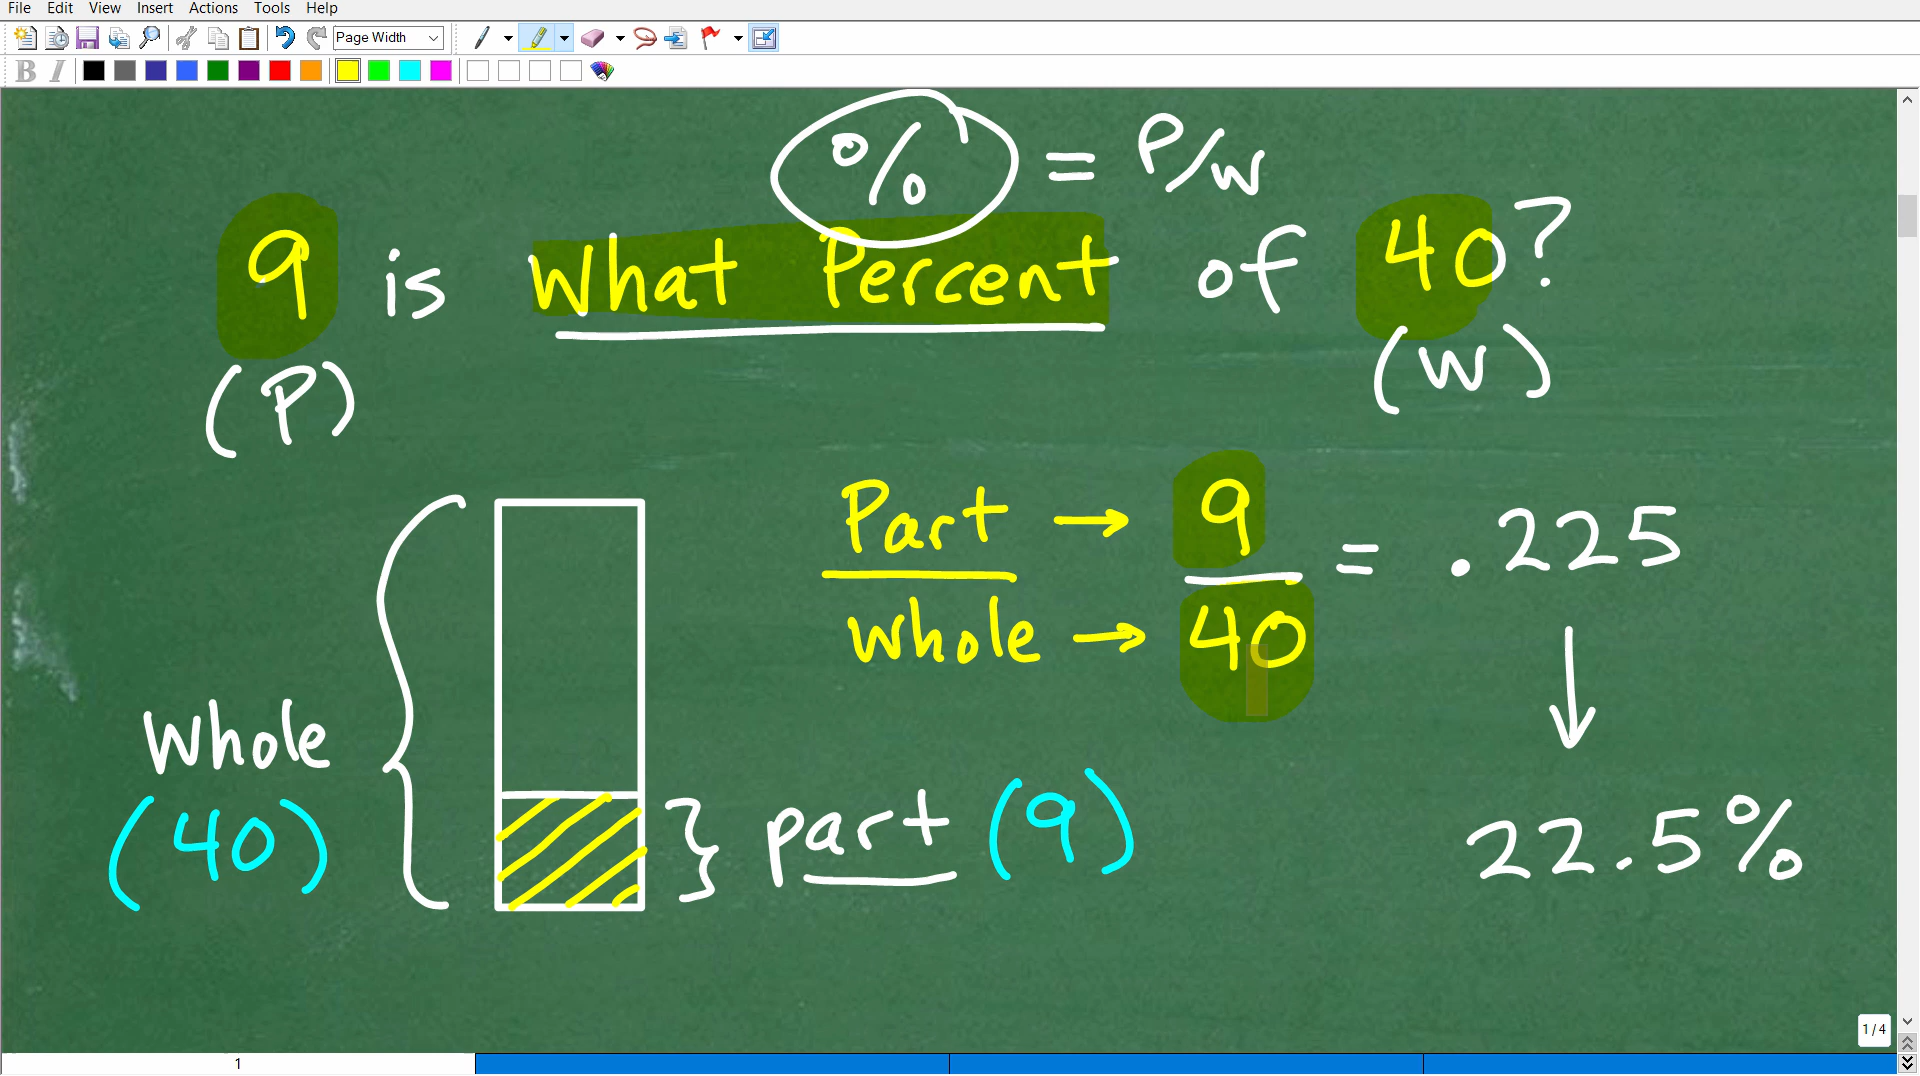 File Edit View Insert Actions Tools Help
Page Width
B I
% = P/W
9 is What Percent of 40?
(P) (W)
Part → 9
= .225
Whole → 40
Whole
(40)
part (9)
22.5%
1/4
1